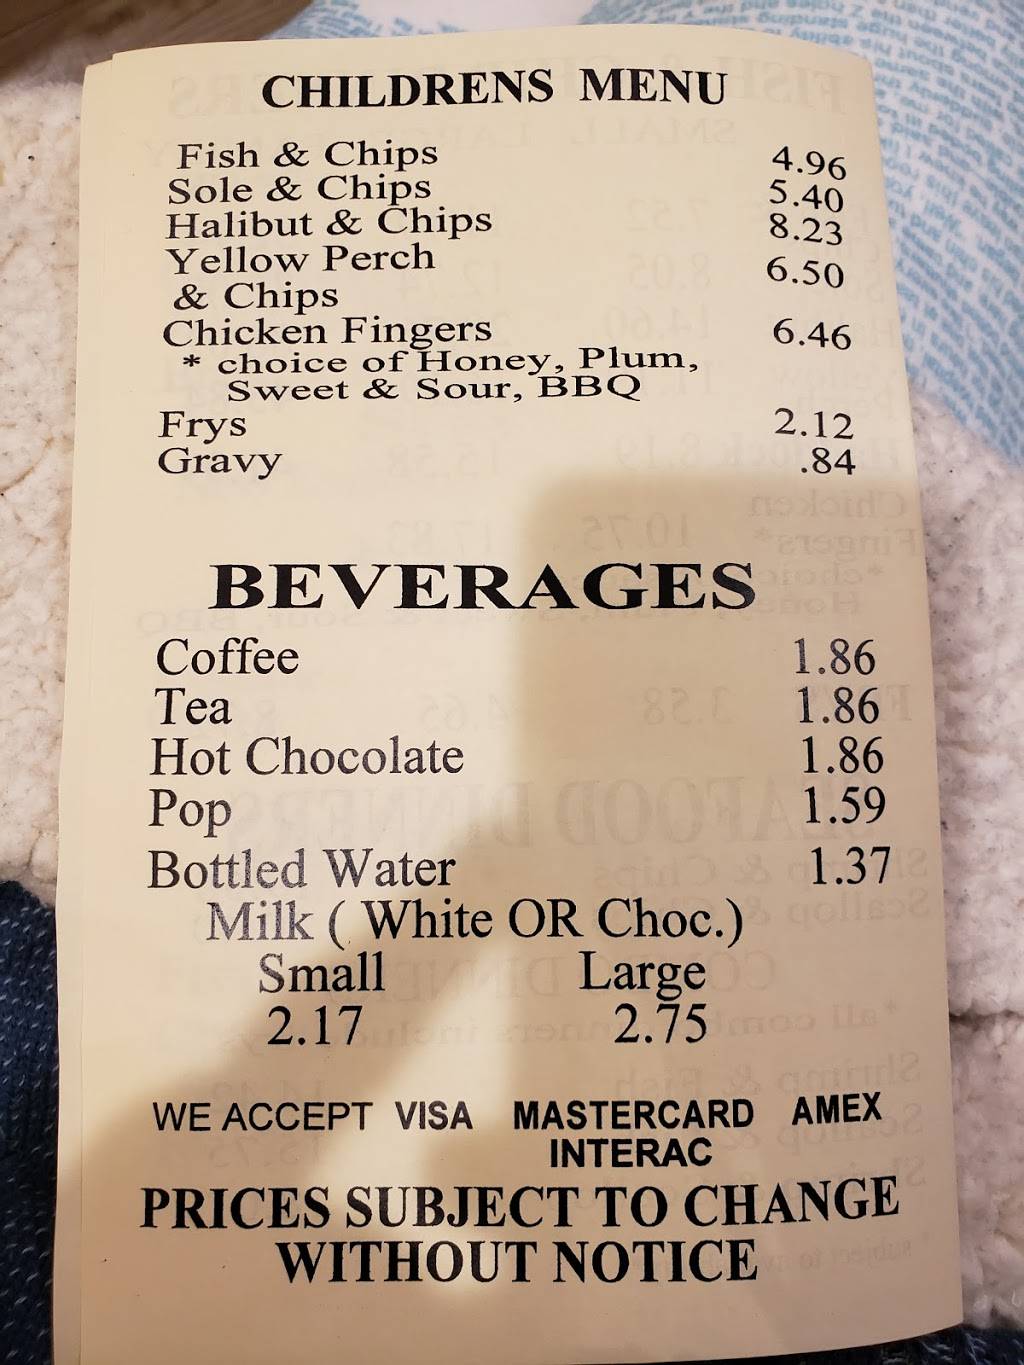 CHILDRENS MENU
Fish & Chips 4.96
Sole & Chips 5.40
Halibut & Chips 8.23
Yellow Perch 6.50
& Chips
Chicken Fingers 6.46
* choice of Honey, Plum,
Sweet & Sour, BBQ
Frys 2.12
Gravy .84
BEVERAGES
Coffee 1.86
Tea 1.86
Hot Chocolate 1.86
Pop 1.59
Bottled Water 1.37
Milk ( White OR Choc.)
Small Large
2.17 2.75
WE ACCEPT VISA MASTERCARD AMEX
INTERAC
PRICES SUBJECT TO CHANGE
WITHOUT NOTICE